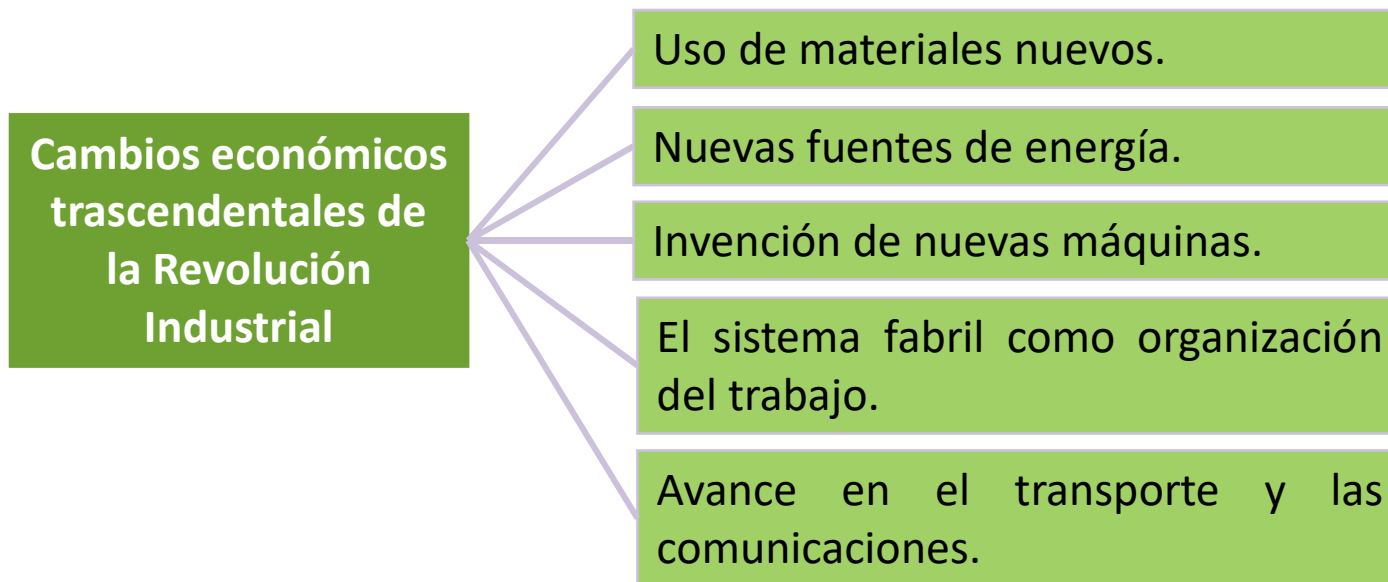 Cambios económicos
trascendentales de
la Revolución
Industrial
Uso de materiales nuevos.
Nuevas fuentes de energía.
Invención de nuevas máquinas.
El sistema fabril como organización
del trabajo.
Avance en el transporte y las
comunicaciones.